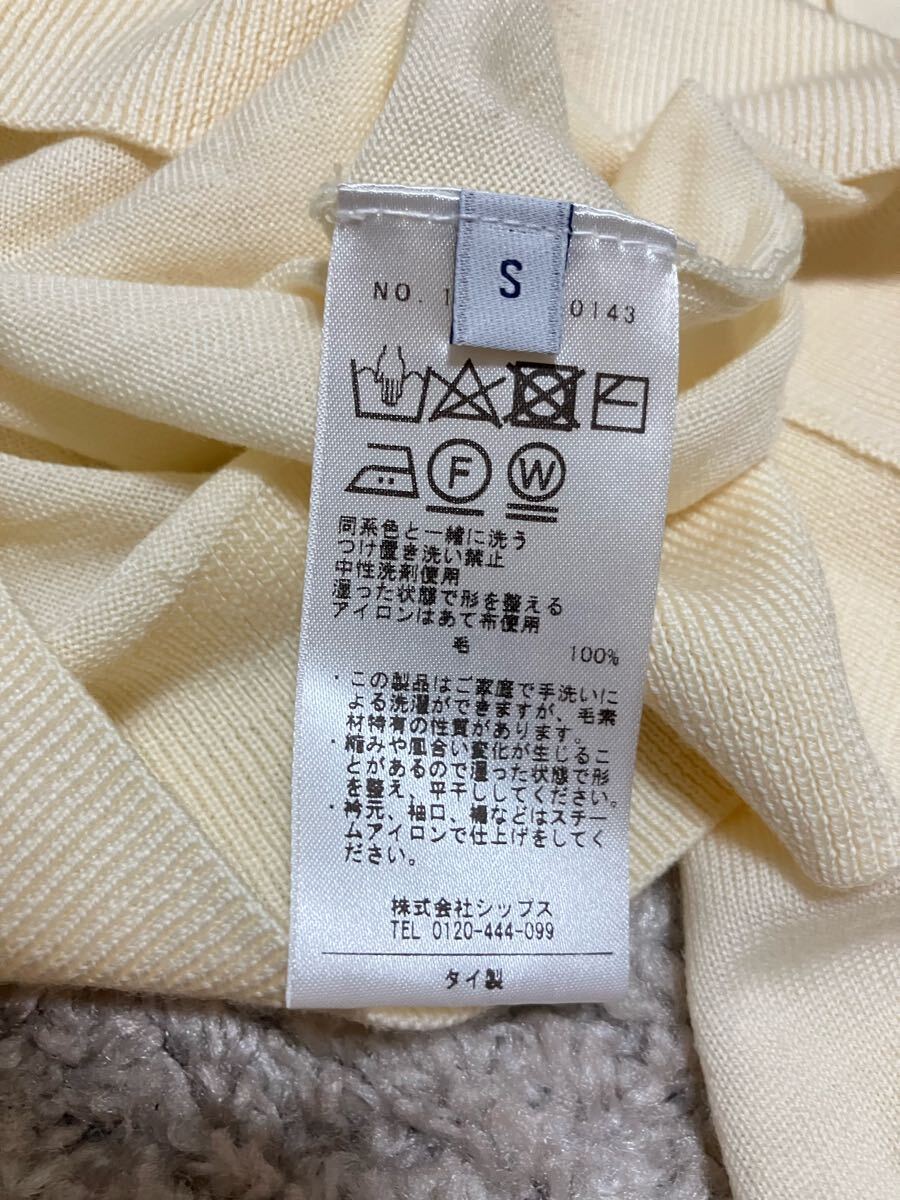 S
NO. 1 0143
F W
同系色と一緒に洗う
つけ置き洗い禁止
中性洗剤使用
湿った状態で形を整える
アイロンはあて布使用
毛 100%
・この製品はご家庭で手洗いに
よる洗濯ができますが、毛素
材特有の性質があります。
・縮みや風合い変化が生じるこ
とがあるので湿った状態で形
を整え、平干ししてください。
・衿元、袖口、裾などはスチー
ムアイロンで仕上げをしてく
ださい。
株式会社シップス
TEL 0120-444-099
タイ製